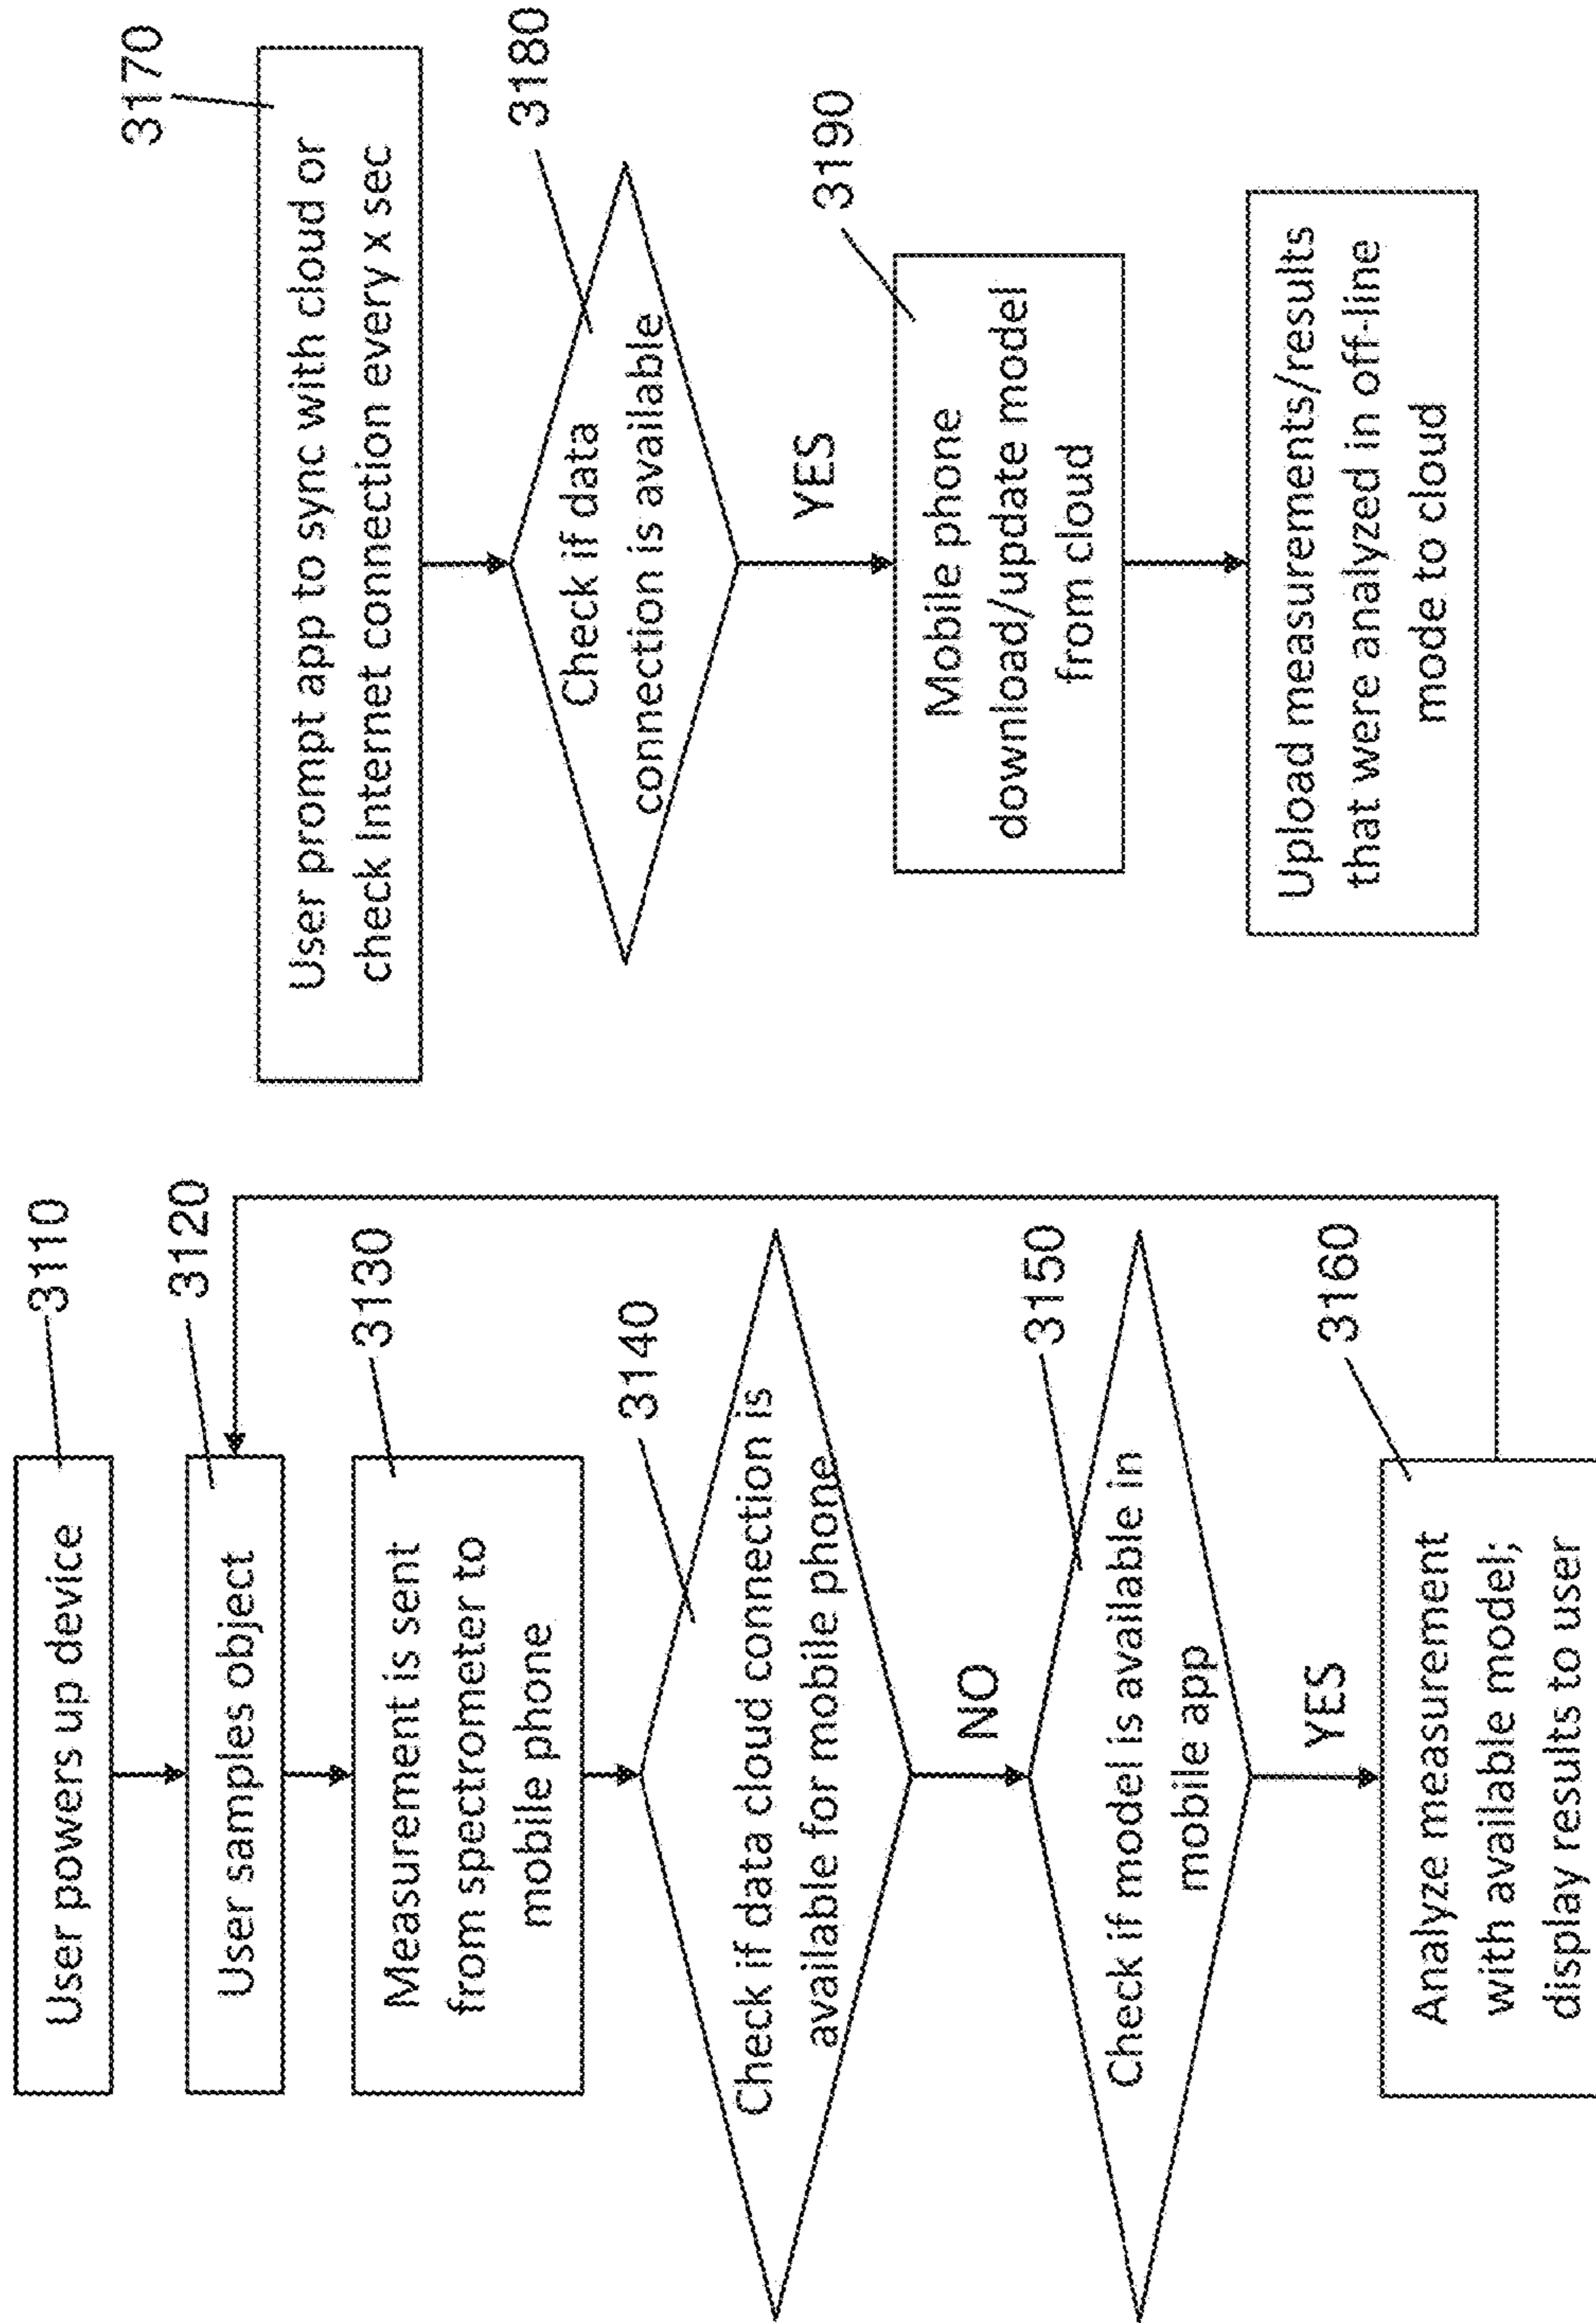 3110
User powers up device
3120
User samples object
3130
Measurement is sent
from spectrometer to
mobile phone
3140
Check if data cloud connection is
available for mobile phone
NO
3150
Check if model is available in
mobile app
YES
3160
Analyze measurement
with available model;
display results to user
3170
User prompt app to sync with cloud or
check Internet connection every x sec
3180
Check if data
connection is available
YES
3190
Mobile phone
download/update model
from cloud
Upload measurements/results
that were analyzed in off-line
mode to cloud